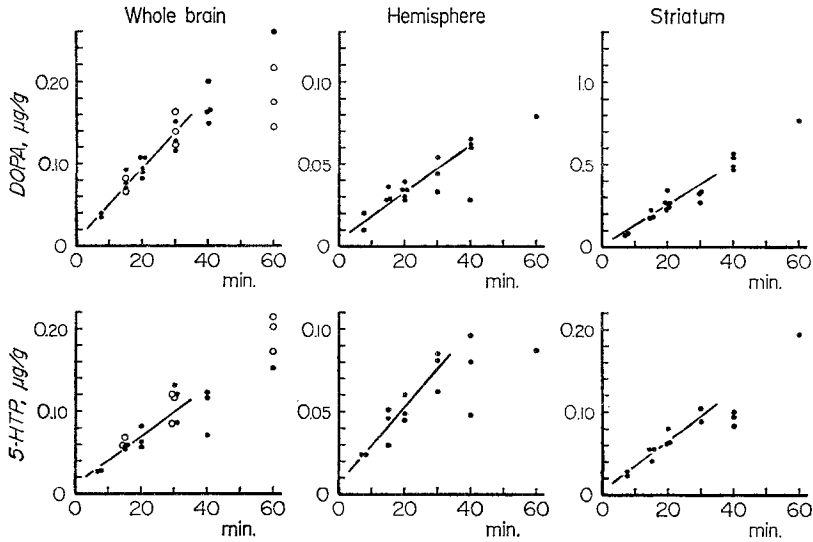 Whole brain Hemisphere Striatum
DOPA, µg/g
0.20 0.10 1.0
0.10 0.05 0.5
0 0 0
0 20 40 60 0 20 40 60 0 20 40 60
min. min. min.
5-HTP, µg/g
0.20 0.10 0.20
0.10 0.05 0.10
0 0 0
0 20 40 60 0 20 40 60 0 20 40 60
min. min. min.